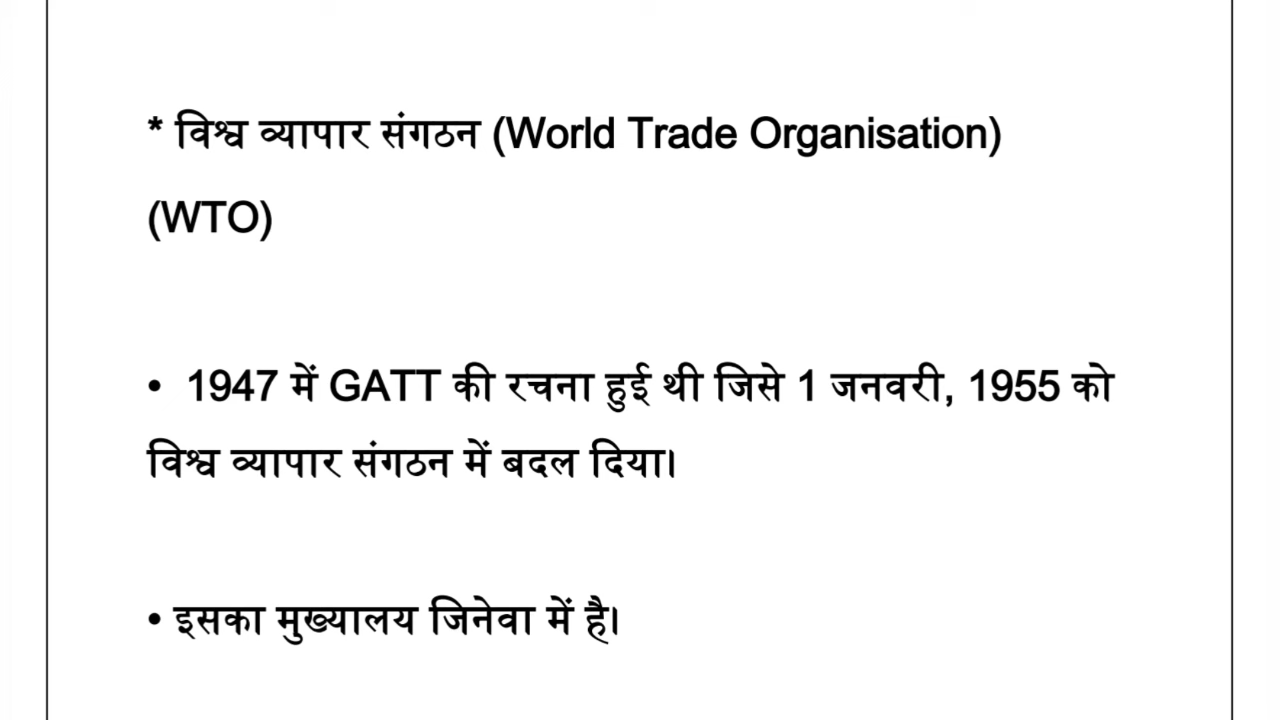 * विश्व व्यापार संगठन (World Trade Organisation)
(WTO)
• 1947 में GATT की रचना हुई थी जिसे 1 जनवरी, 1955 को
विश्व व्यापार संगठन में बदल दिया।
• इसका मुख्यालय जिनेवा में है।